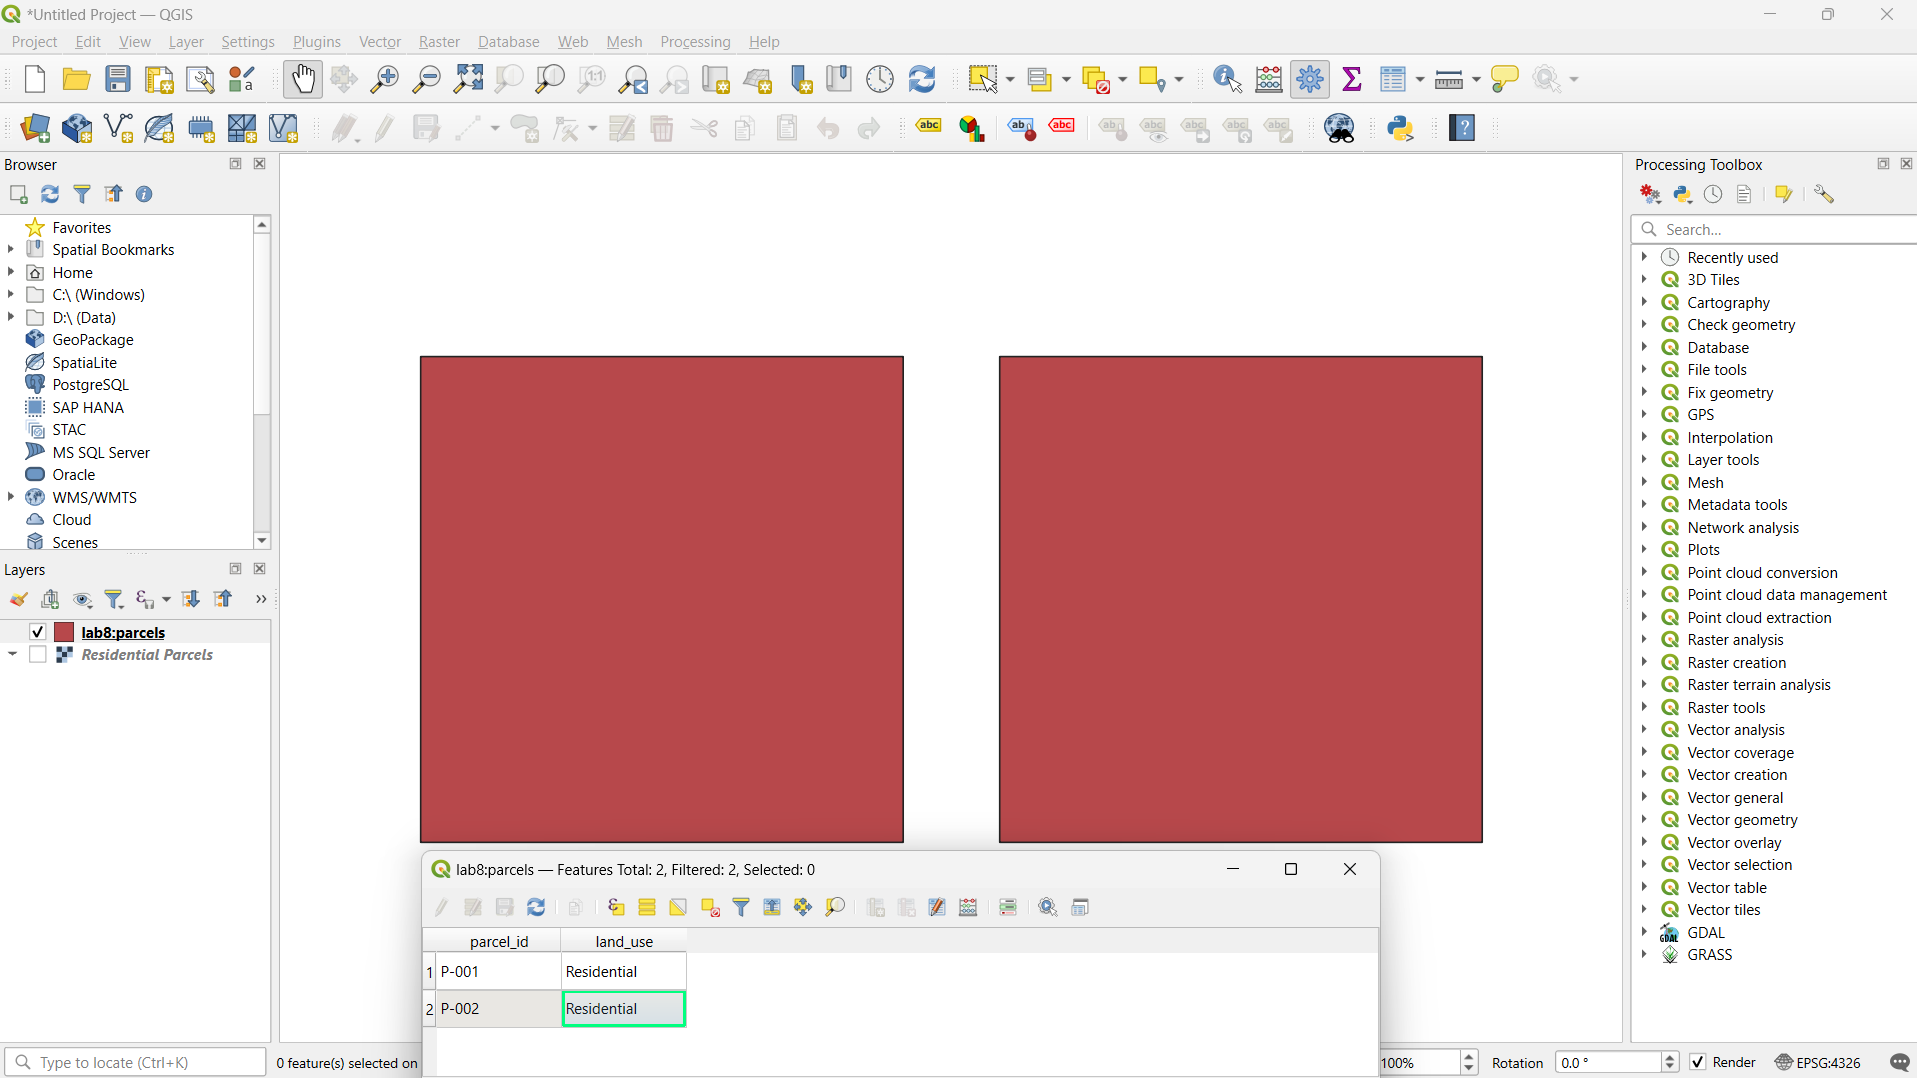 *Untitled Project — QGIS
Project Edit View Layer Settings Plugins Vector Raster Database Web Mesh Processing Help
Browser
Favorites
Spatial Bookmarks
Home
C:\ (Windows)
D:\ (Data)
GeoPackage
SpatiaLite
PostgreSQL
SAP HANA
STAC
MS SQL Server
Oracle
WMS/WMTS
Cloud
Scenes
Layers
lab8:parcels
Residential Parcels
lab8:parcels — Features Total: 2, Filtered: 2, Selected: 0
parcel_id land_use
1 P-001 Residential
2 P-002 Residential
Processing Toolbox
Search...
Recently used
3D Tiles
Cartography
Check geometry
Database
File tools
Fix geometry
GPS
Interpolation
Layer tools
Mesh
Metadata tools
Network analysis
Plots
Point cloud conversion
Point cloud data management
Point cloud extraction
Raster analysis
Raster creation
Raster terrain analysis
Raster tools
Vector analysis
Vector coverage
Vector creation
Vector general
Vector geometry
Vector overlay
Vector selection
Vector table
Vector tiles
GDAL
GRASS
Type to locate (Ctrl+K) 0 feature(s) selected on 100% Rotation 0.0 ° Render EPSG:4326